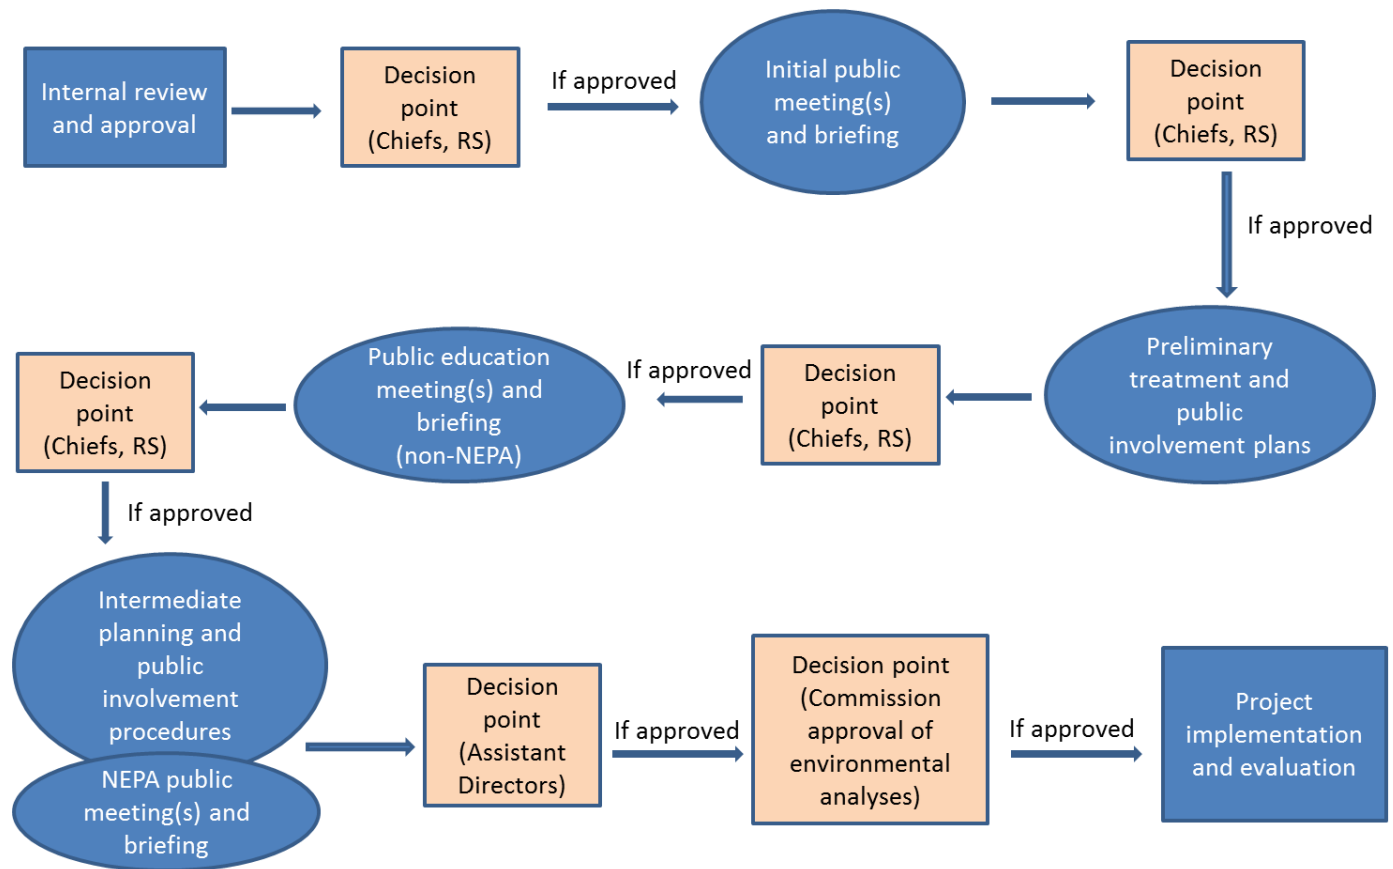 Internal review
and approval
Decision
point
(Chiefs, RS)
If approved
Initial public
meeting(s)
and briefing
Decision
point
(Chiefs, RS)
If approved
Preliminary
treatment and
public
involvement plans
Decision
point
(Chiefs, RS)
If approved
Public education
meeting(s) and
briefing
(non-NEPA)
Decision
point
(Chiefs, RS)
If approved
Intermediate
planning and
public
involvement
procedures
NEPA public
meeting(s) and
briefing
Decision
point
(Assistant
Directors)
If approved
Decision point
(Commission
approval of
environmental
analyses)
If approved
Project
implementation
and evaluation